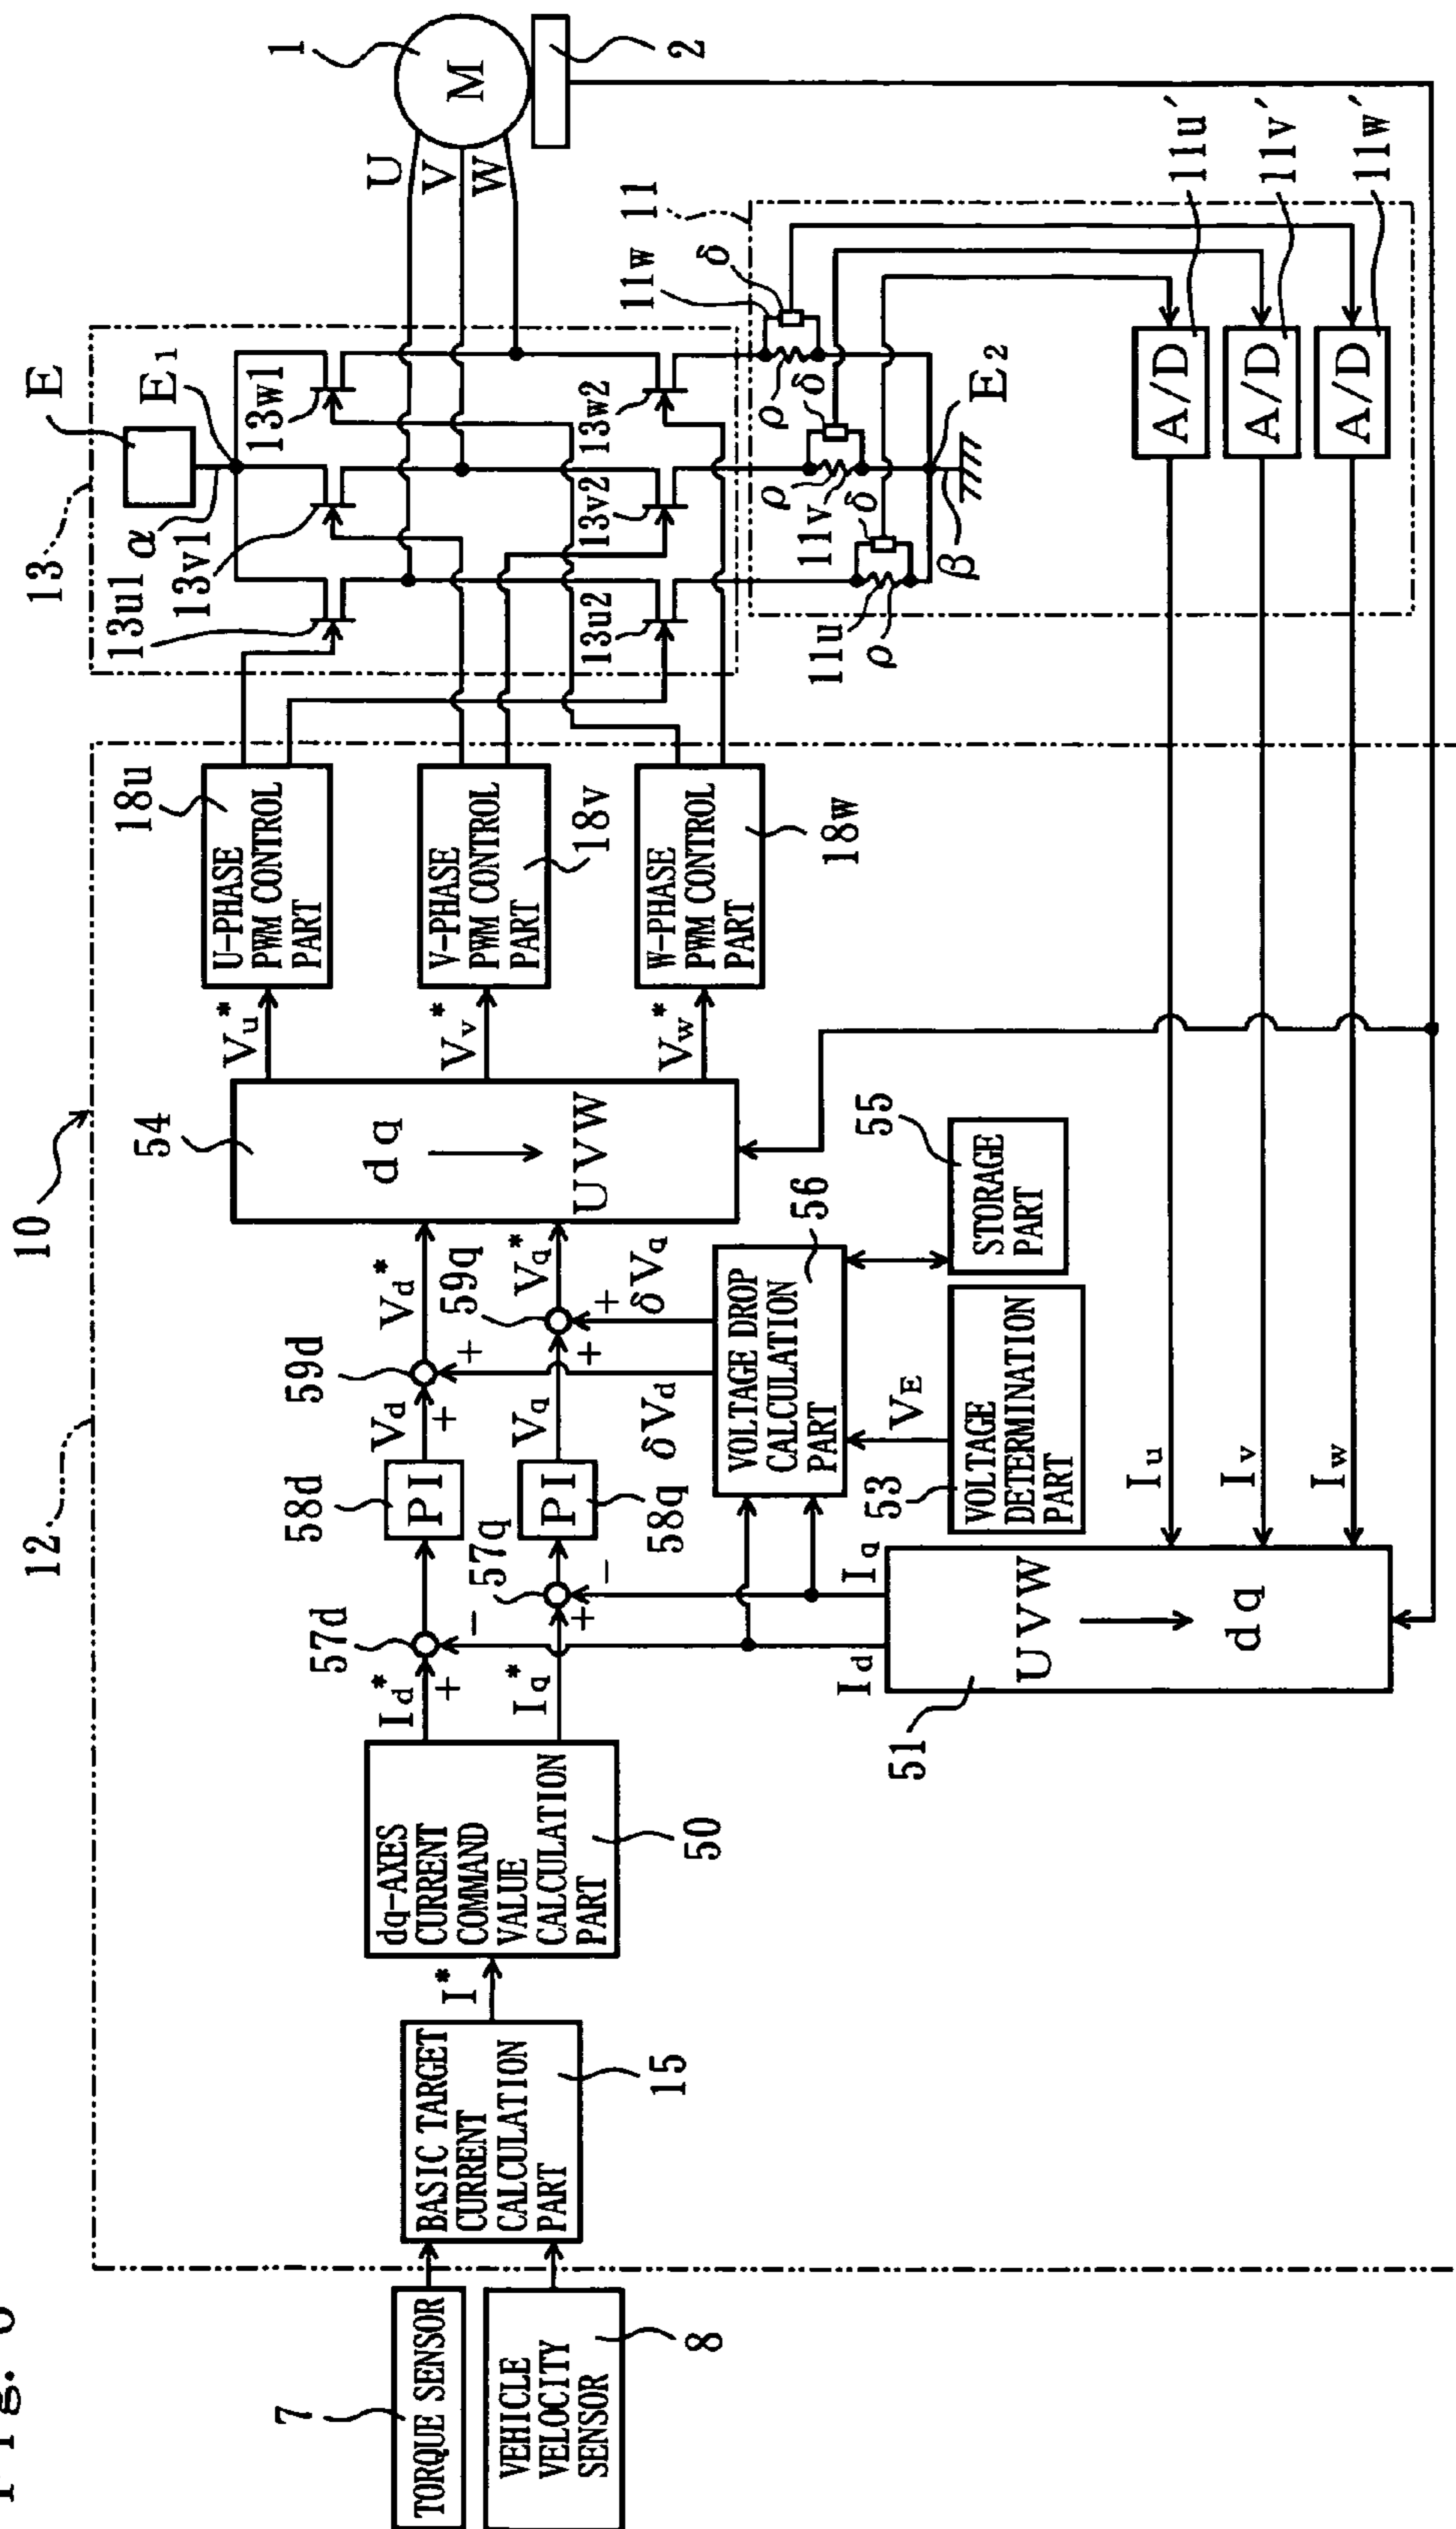 10
12
7
TORQUE SENSOR
VEHICLE
VELOCITY
SENSOR
8
BASIC TARGET
CURRENT
CALCULATION
PART
15
I*
dq-AXES
CURRENT
COMMAND
VALUE
CALCULATION
PART
50
Id*
+
−
57d
Iq*
+
−
57q
58d
PI
PI
58q
Vd
+
+
59d
Vd*
Vq
+
+
59q
Vq*
δVd
δVq
54
dq
UVW
Vu*
Vv*
Vw*
18u
U-PHASE
PWM CONTROL
PART
V-PHASE
PWM CONTROL
PART
18v
W-PHASE
PWM CONTROL
PART
18w
VOLTAGE DROP
CALCULATION
PART
56
VE
53
VOLTAGE
DETERMINATION
PART
STORAGE
PART
55
Id
Iq
UVW
dq
51
Iu
Iv
Iw
13
E
α
E1
13u1
13v1
13w1
13u2
13v2
13w2
U
V
W
1
M
2
11
11w
δ
ρ
δ
ρ
11v
δ
11u
ρ
β
E2
A/D
11u′
A/D
11v′
A/D
11w′